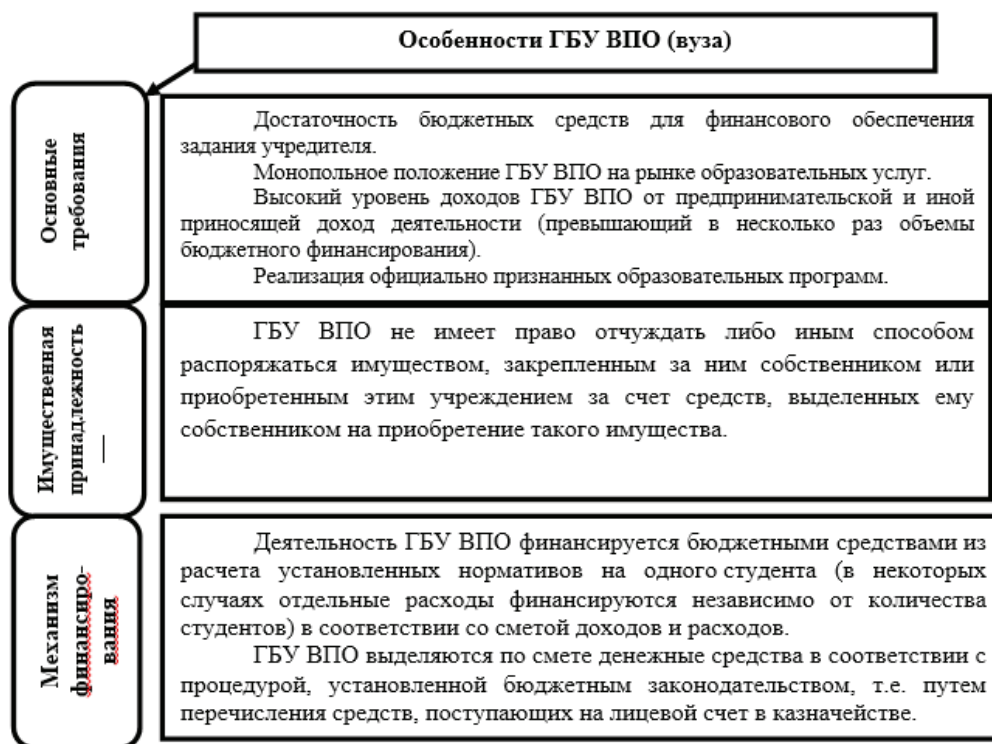 Особенности ГБУ ВПО (вуза)
Основные
требования
Достаточность бюджетных средств для финансового обеспечения
задания учредителя.
Монопольное положение ГБУ ВПО на рынке образовательных услуг.
Высокий уровень доходов ГБУ ВПО от предпринимательской и иной
приносящей доход деятельности (превышающий в несколько раз объемы
бюджетного финансирования).
Реализация официально признанных образовательных программ.
Имущественная
принадлежность
ГБУ ВПО не имеет право отчуждать либо иным способом
распоряжаться имуществом, закрепленным за ним собственником или
приобретенным этим учреждением за счет средств, выделенных ему
собственником на приобретение такого имущества.
Механизм
финансиро-
вания
Деятельность ГБУ ВПО финансируется бюджетными средствами из
расчета установленных нормативов на одного студента (в некоторых
случаях отдельные расходы финансируются независимо от количества
студентов) в соответствии со сметой доходов и расходов.
ГБУ ВПО выделяются по смете денежные средства в соответствии с
процедурой, установленной бюджетным законодательством, т.е. путем
перечисления средств, поступающих на лицевой счет в казначействе.